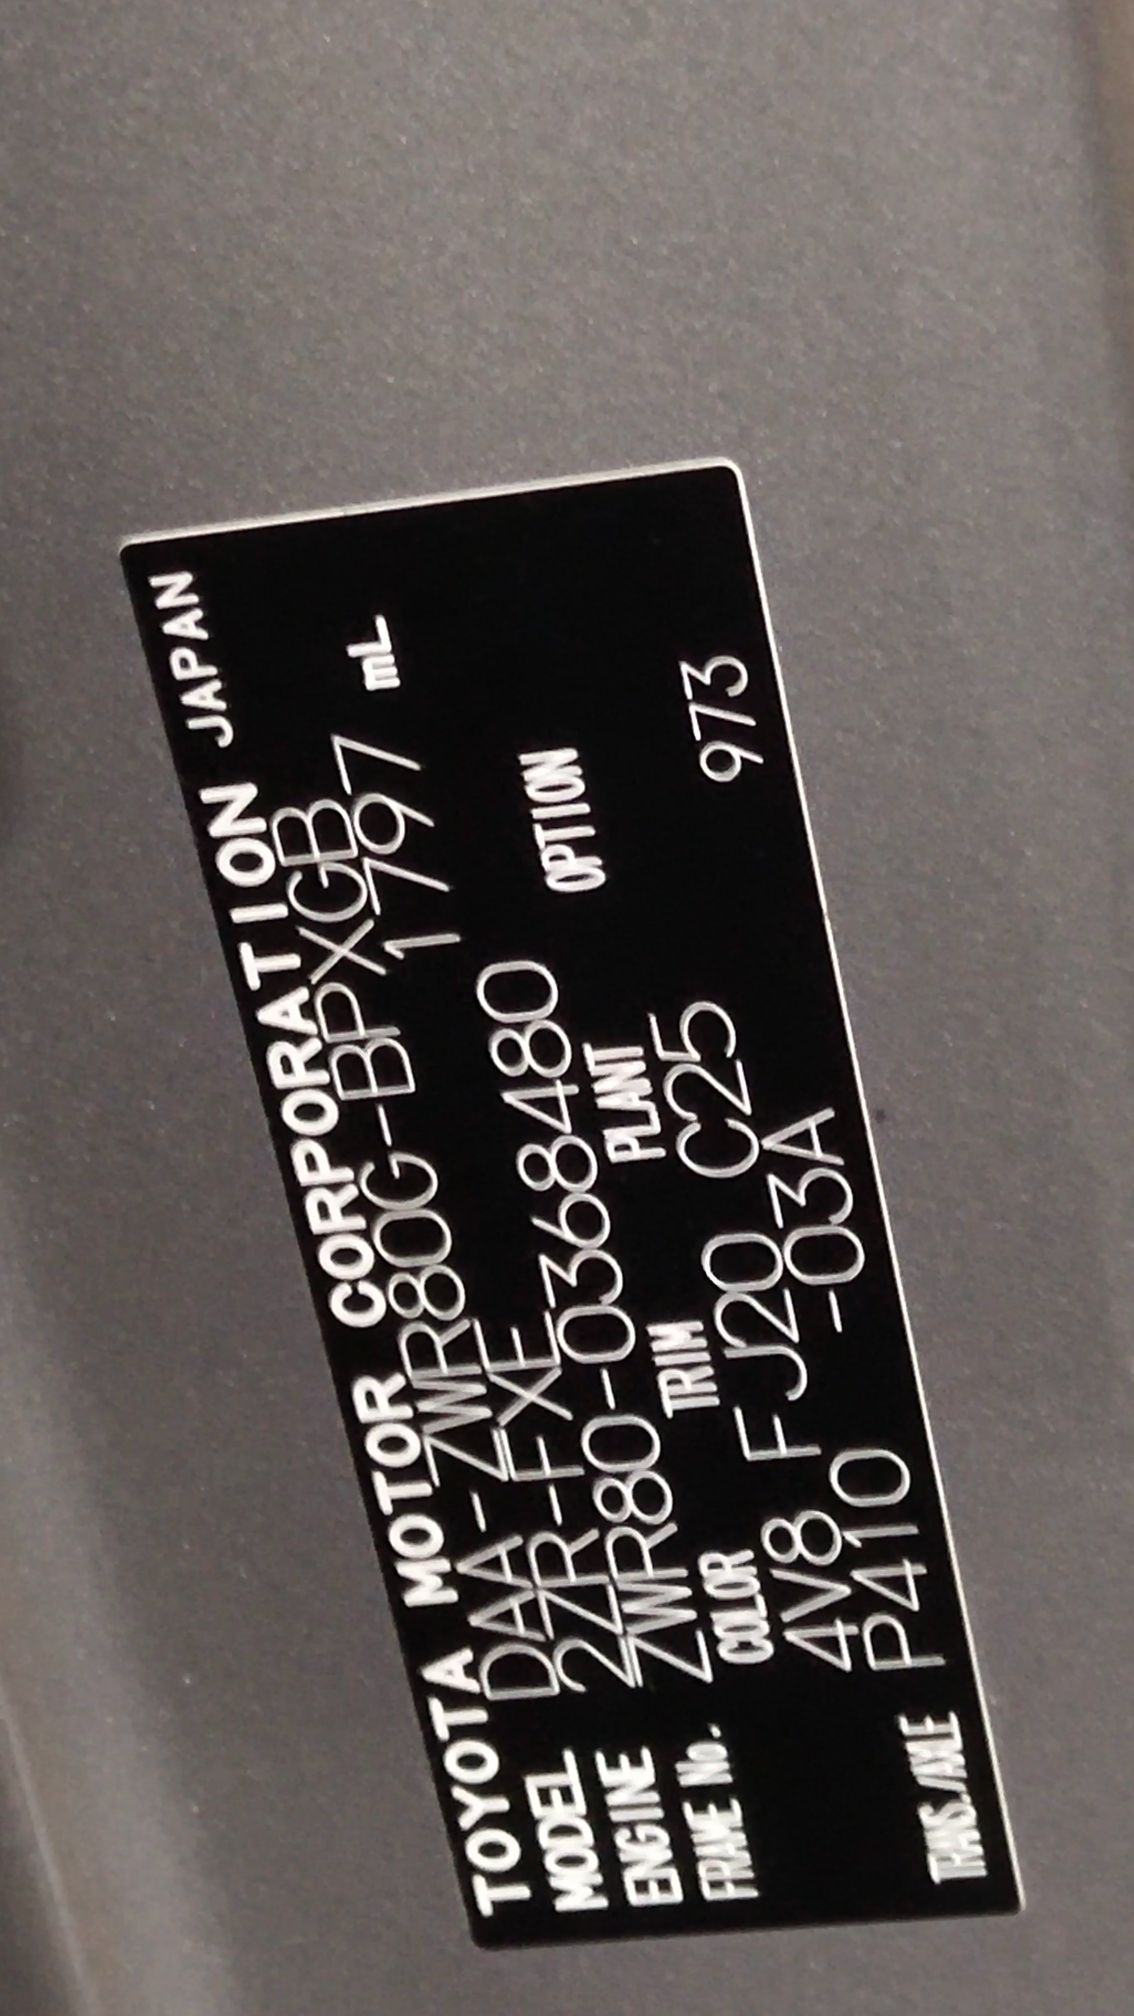 TOYOTA MOTOR CORPORATION JAPAN
MODEL DAA-ZWR80G-BPXGB
ENGINE 2ZR-FXE 1797 mL
FRAME No. ZWR80-0368480
COLOR TRIM PLANT OPTION
4V8 FJ20 C25 973
TRANS./AXLE P410 -03A